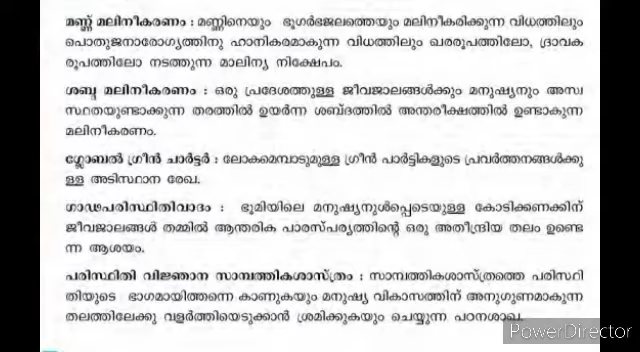 മണ്ണ് മലിനീകരണം : മണ്ണിനെയും ഭൂഗർഭജലത്തെയും മലിനീകരിക്കുന്ന വിധത്തിലും
പൊതുജനാരോഗ്യത്തിനു ഹാനികരമാകുന്ന വിധത്തിലും ഖരരൂപത്തിലോ, ദ്രാവക
രൂപത്തിലോ നടത്തുന്ന മാലിന്യ നിക്ഷേപം.
ശബ്ദ മലിനീകരണം : ഒരു പ്രദേശത്തുള്ള ജീവജാലങ്ങൾക്കും മനുഷ്യനും അസ്വ
സ്ഥതയുണ്ടാക്കുന്ന തരത്തിൽ ഉയർന്ന ശബ്ദത്തിൽ അന്തരീക്ഷത്തിൽ ഉണ്ടാകുന്ന
മലിനീകരണം.
ഗ്ലോബൽ ഗ്രീൻ ചാർട്ടർ : ലോകമെമ്പാടുമുള്ള ഗ്രീൻ പാർട്ടികളുടെ പ്രവർത്തനങ്ങൾക്കു
ള്ള അടിസ്ഥാന രേഖ.
ഗാഢപരിസ്ഥിതിവാദം : ഭൂമിയിലെ മനുഷ്യനുൾപ്പെടെയുള്ള കോടിക്കണക്കിന്
ജീവജാലങ്ങൾ തമ്മിൽ ആന്തരിക പാരസ്പര്യത്തിന്റെ ഒരു അതീന്ദ്രിയ തലം ഉണ്ടെ
ന്ന ആശയം.
പരിസ്ഥിതി വിജ്ഞാന സാമ്പത്തികശാസ്ത്രം : സാമ്പത്തികശാസ്ത്രത്തെ പരിസ്ഥി
തിയുടെ ഭാഗമായിത്തന്നെ കാണുകയും മനുഷ്യ വികാസത്തിന് അനുഗുണമാകുന്ന
തലത്തിലേക്കു വളർത്തിയെടുക്കാൻ ശ്രമിക്കുകയും ചെയ്യുന്ന പഠനശാഖ.
PowerDirector